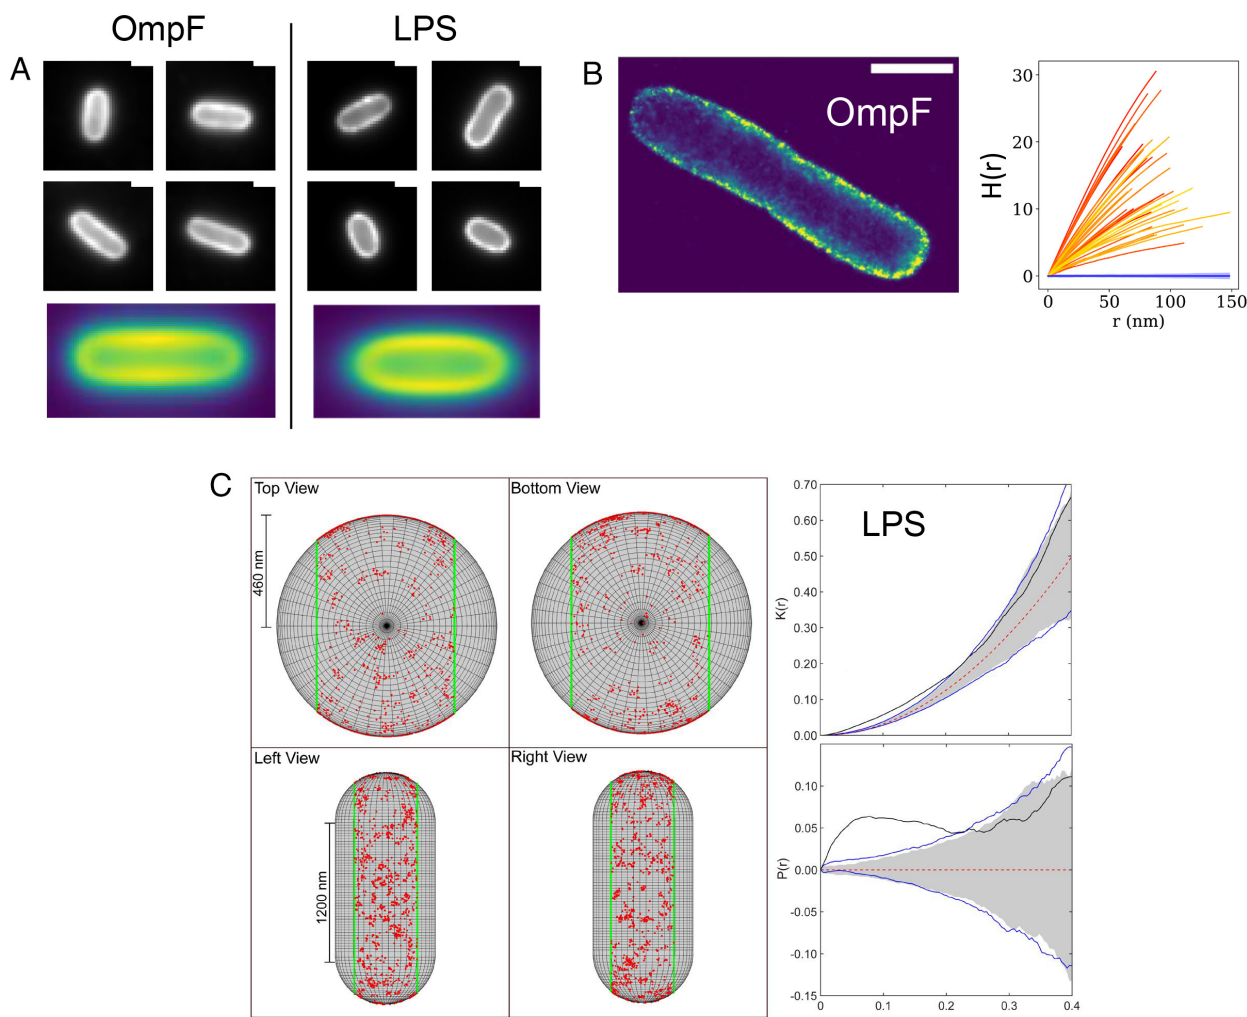 OmpF
LPS
A
B
OmpF
30
20
10
0
H(r)
0
50
100
150
r (nm)
C
Top View
Bottom View
460 nm
Left View
Right View
1200 nm
LPS
0.70
0.60
0.50
0.40
0.30
0.20
0.10
0.00
K(r)
0.10
0.05
0.00
-0.05
-0.10
-0.15
P(r)
0
0.1
0.2
0.3
0.4